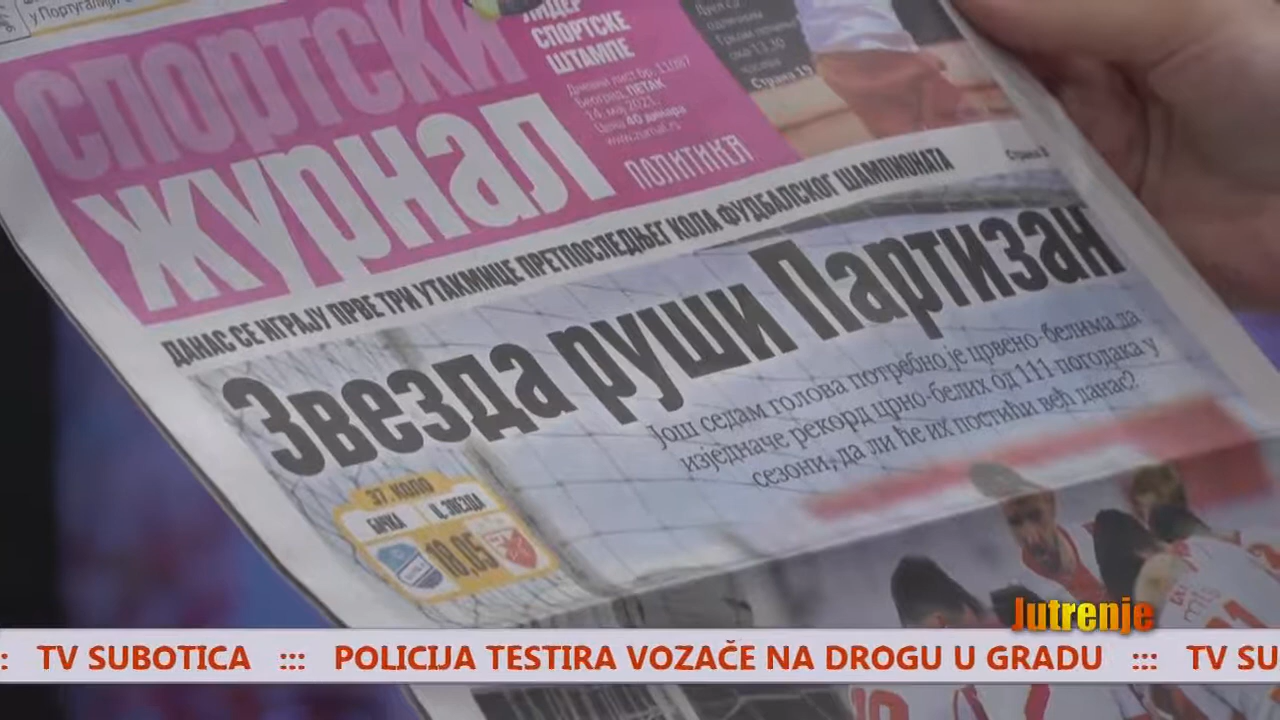 у Португалији
СПОРТСКИ
ЖУРНАЛ
ЛИДЕР
СПОРТСКЕ
ШТАМПЕ
Дневни лист бр. 11087
Београд, ПЕТАК
14. мај 2021.
Цена 40 динара
www.zurnal.rs
ПОЛИТИКА
Страна 19
ДАНАС СЕ ИГРАЈУ ПРВЕ ТРИ УТАКМИЦЕ ПРЕТПОСЛЕДЊЕГ КОЛА ФУДБАЛСКОГ ШАМПИОНАТА
Звезда руши Партизан
Још седам голова потребно је црвено-белима да
изједначе рекорд црно-белих од 111 погодака у
сезони, да ли ће их постићи већ данас?
37. КОЛО
БАЧКА Ц. ЗВЕЗДА
18.05
Jutrenje
: TV SUBOTICA ::: POLICIJA TESTIRA VOZAČE NA DROGU U GRADU ::: TV SU